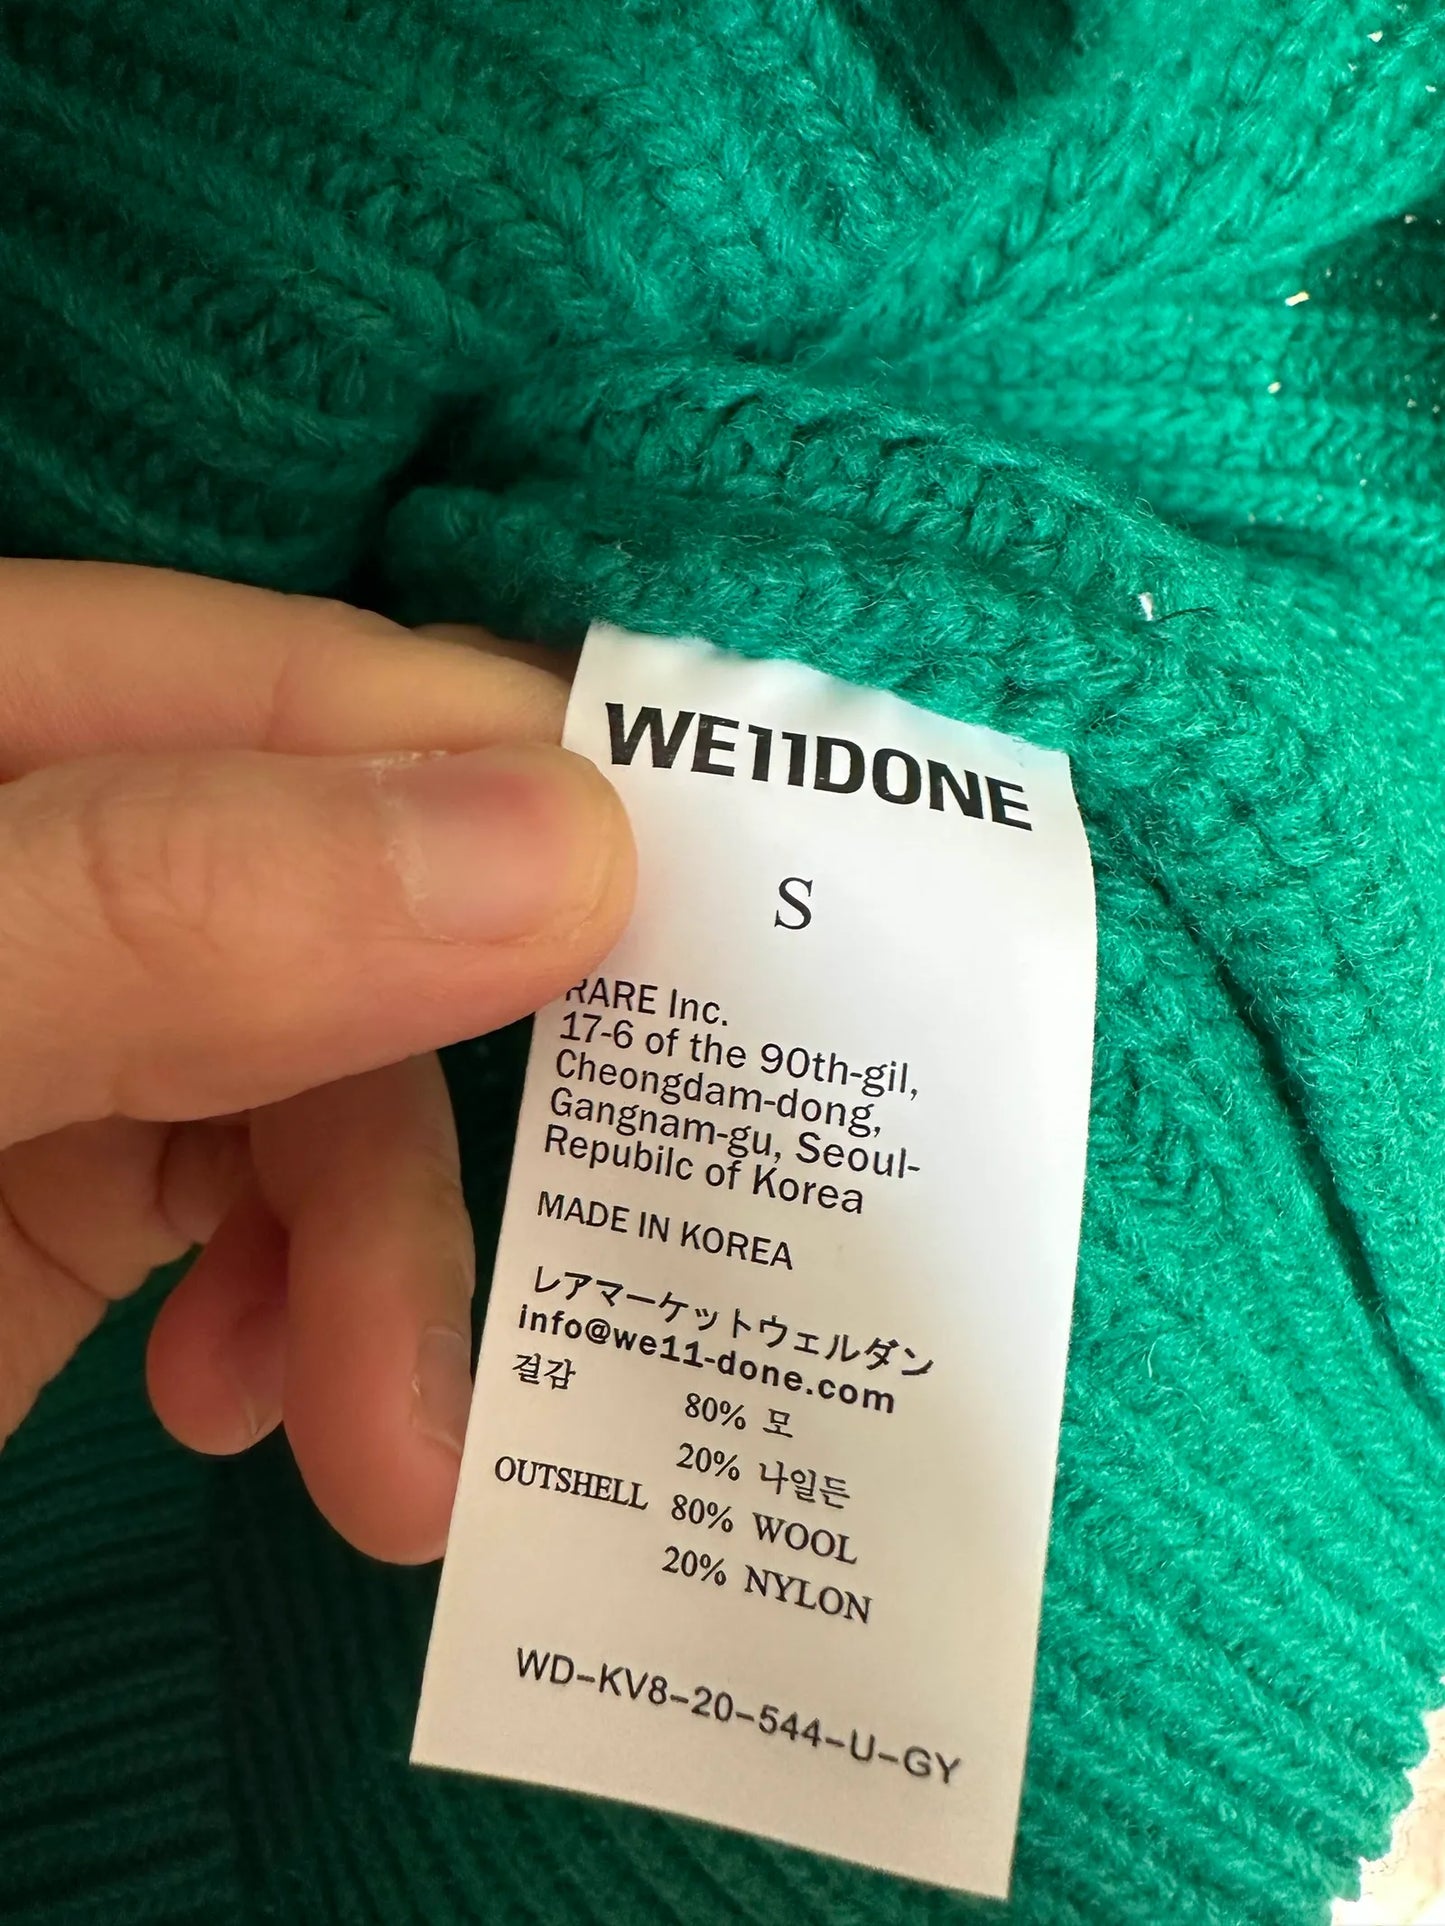 WE11DONE
S
RARE Inc.
17-6 of the 90th-gil,
Cheongdam-dong,
Gangnam-gu, Seoul-
Repubilc of Korea
MADE IN KOREA
レアマーケットウェルダン
info@we11-done.com
겉감 80% 모
20% 나일든
OUTSHELL 80% WOOL
20% NYLON
WD-KV8-20-544-U-GY